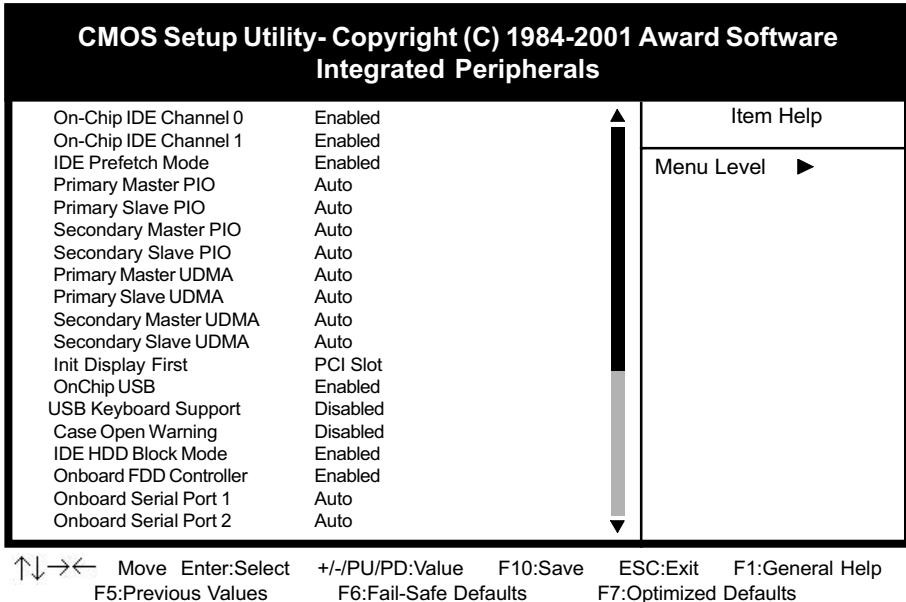 CMOS Setup Utility- Copyright (C) 1984-2001 Award Software
Integrated Peripherals
On-Chip IDE Channel 0 Enabled
On-Chip IDE Channel 1 Enabled
IDE Prefetch Mode Enabled
Primary Master PIO Auto
Primary Slave PIO Auto
Secondary Master PIO Auto
Secondary Slave PIO Auto
Primary Master UDMA Auto
Primary Slave UDMA Auto
Secondary Master UDMA Auto
Secondary Slave UDMA Auto
Init Display First PCI Slot
OnChip USB Enabled
USB Keyboard Support Disabled
Case Open Warning Disabled
IDE HDD Block Mode Enabled
Onboard FDD Controller Enabled
Onboard Serial Port 1 Auto
Onboard Serial Port 2 Auto
Item Help
Menu Level ▶
↑↓→← Move Enter:Select +/-/PU/PD:Value F10:Save ESC:Exit F1:General Help
F5:Previous Values F6:Fail-Safe Defaults F7:Optimized Defaults